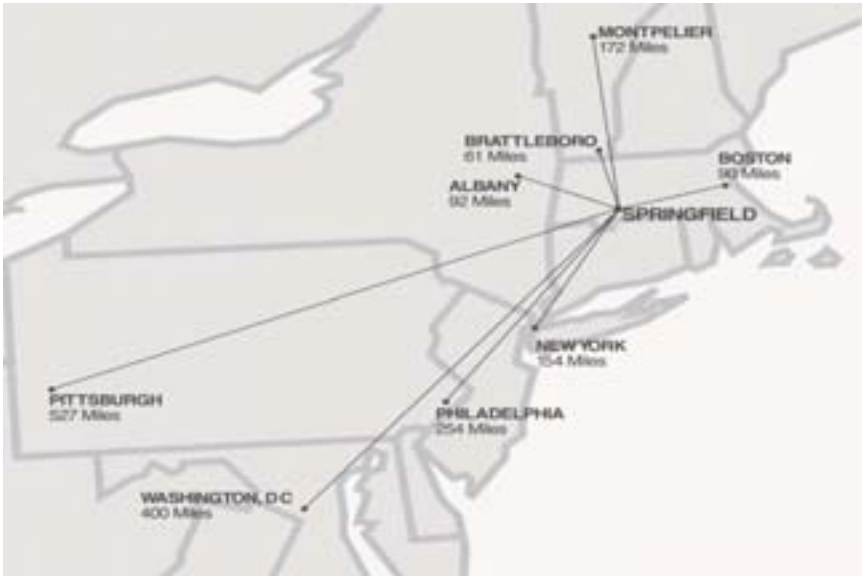 MONTPELIER
172 Miles
BRATTLEBORO
61 Miles
BOSTON
90 Miles
ALBANY
92 Miles
SPRINGFIELD
NEW YORK
154 Miles
PITTSBURGH
527 Miles
PHILADELPHIA
254 Miles
WASHINGTON, DC
400 Miles